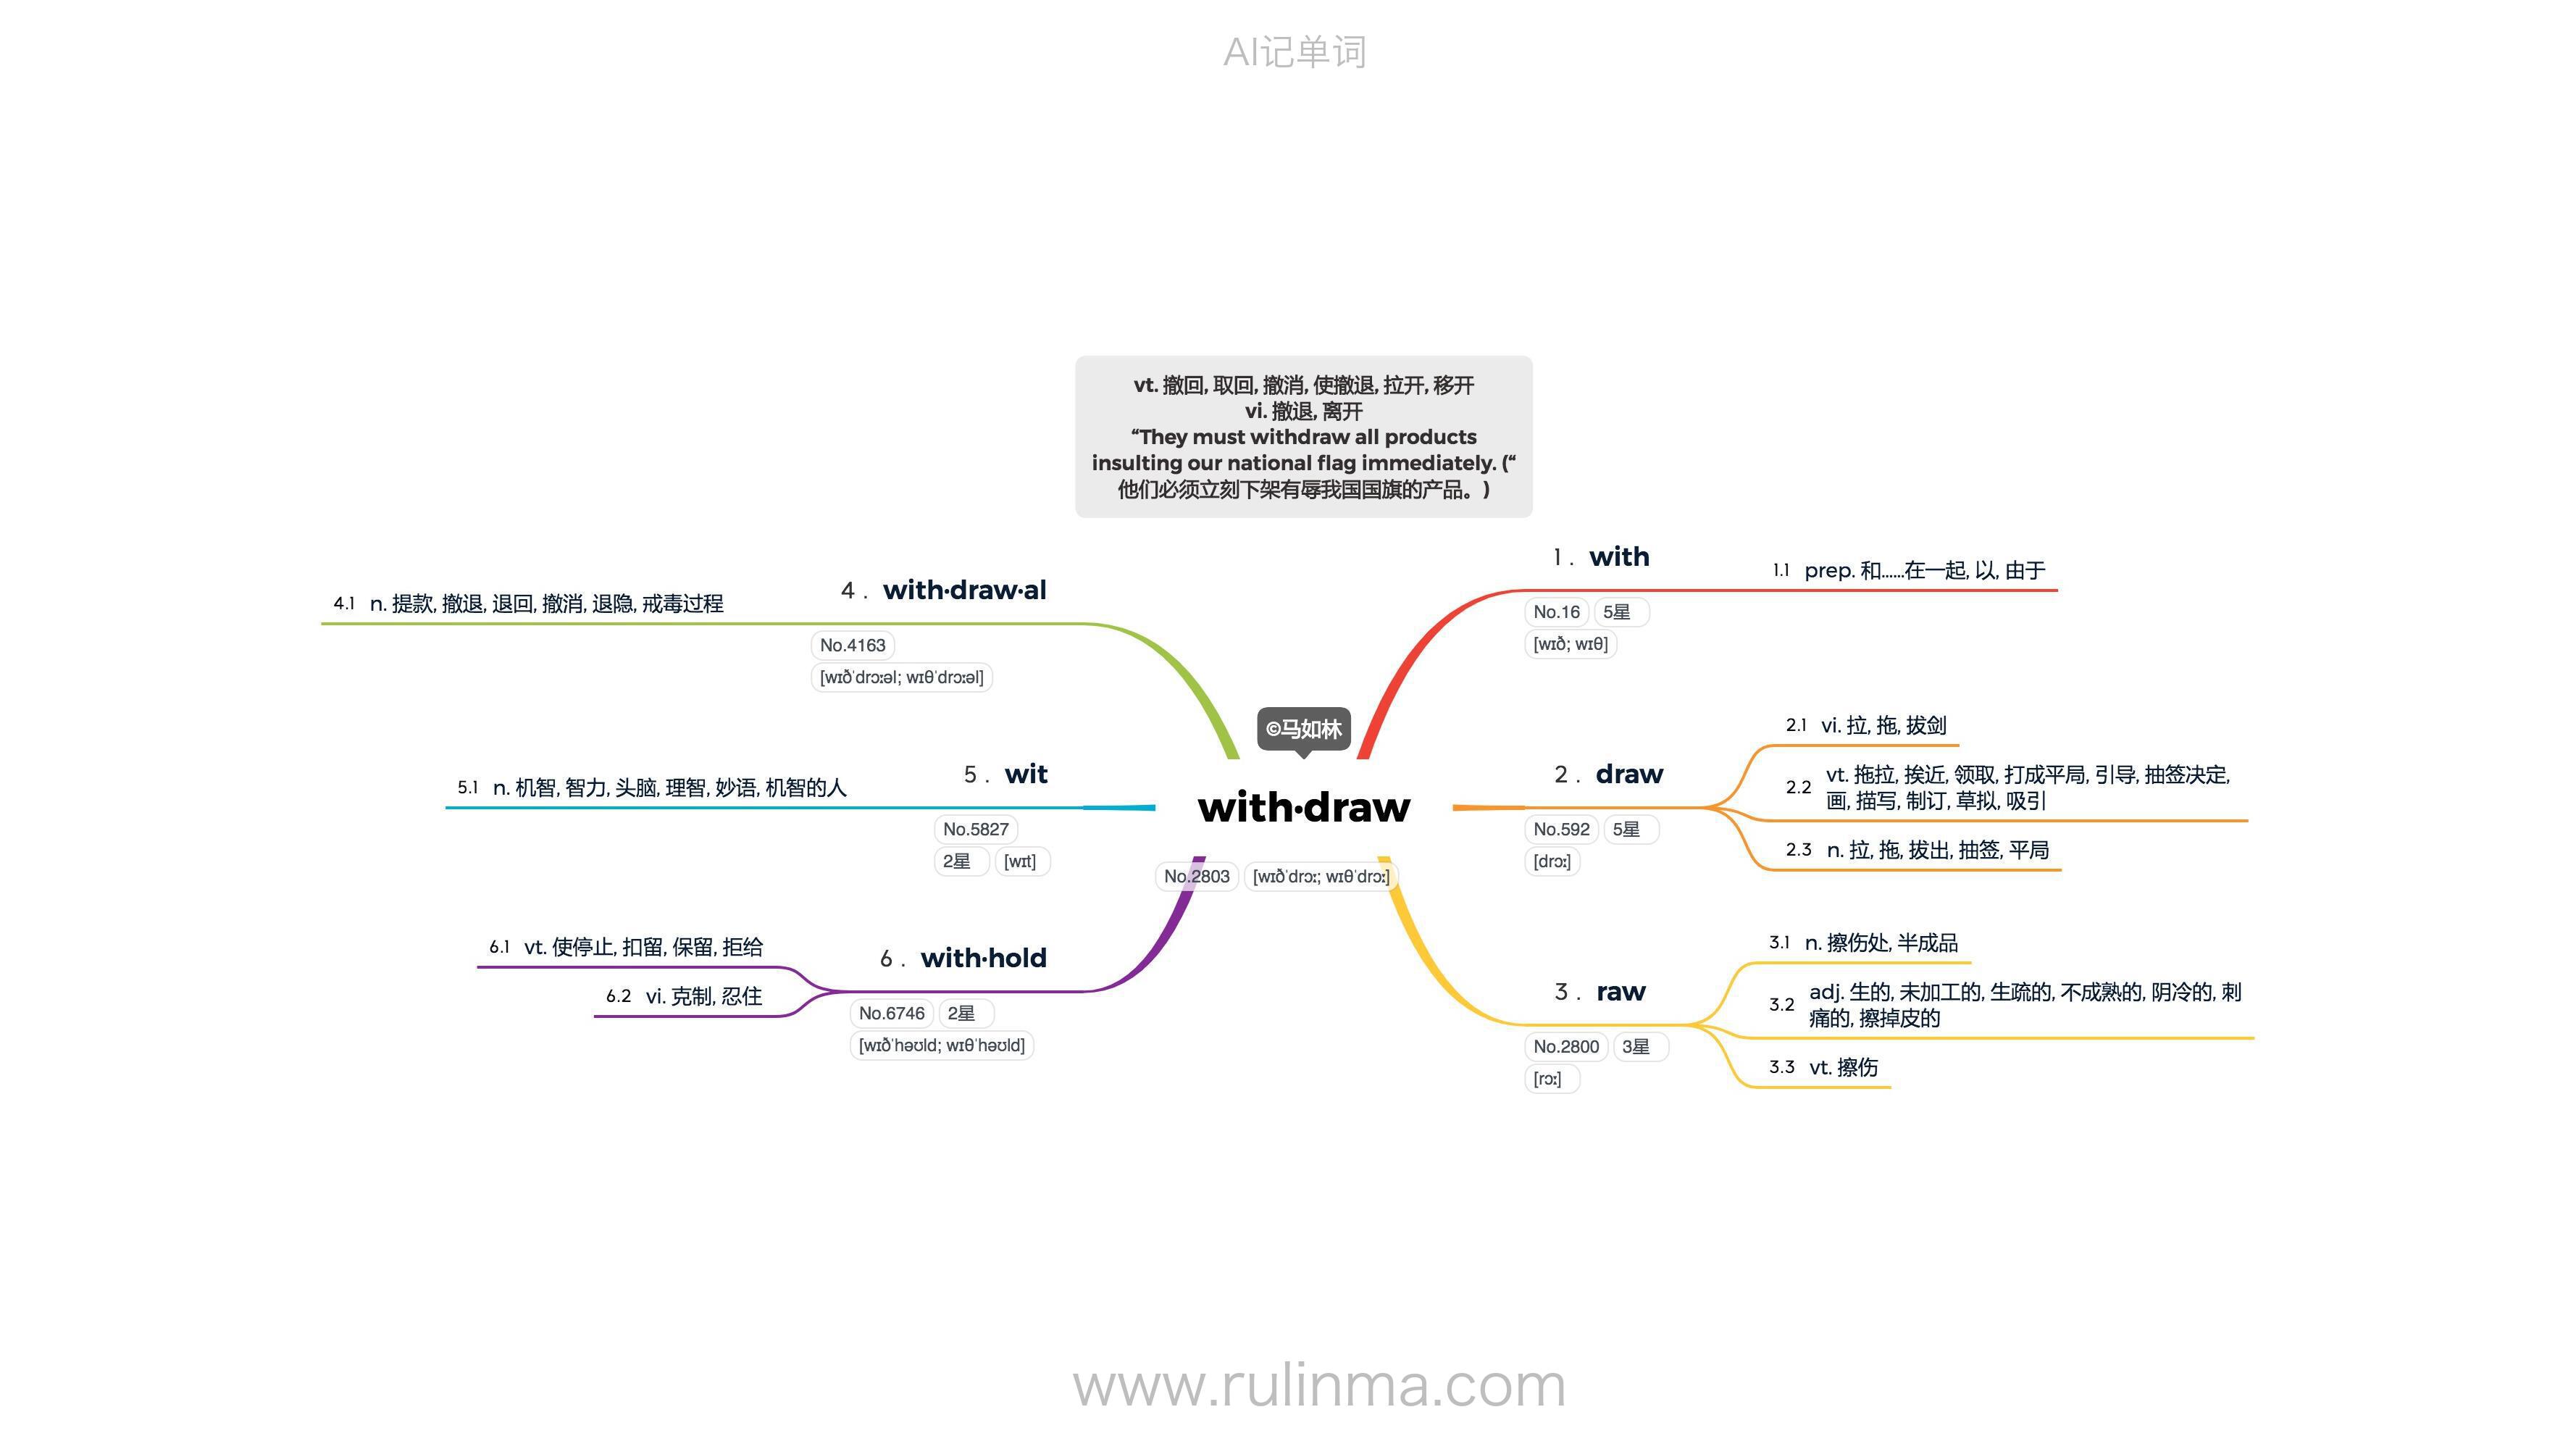 AI记单词
vt. 撤回, 取回, 撤消, 使撤退, 拉开, 移开
vi. 撤退, 离开
“They must withdraw all products
insulting our national flag immediately. (“
他们必须立刻下架有辱我国国旗的产品。)
©马如林
with·draw
No.2803 [wɪðˈdrɔː; wɪθˈdrɔː]
1 . with
No.16 5星
[wɪð; wɪθ]
1.1 prep. 和……在一起, 以, 由于
2 . draw
No.592 5星
[drɔː]
2.1 vi. 拉, 拖, 拔剑
2.2 vt. 拖拉, 挨近, 领取, 打成平局, 引导, 抽签决定,
画, 描写, 制订, 草拟, 吸引
2.3 n. 拉, 拖, 拔出, 抽签, 平局
3 . raw
No.2800 3星
[rɔː]
3.1 n. 擦伤处, 半成品
3.2 adj. 生的, 未加工的, 生疏的, 不成熟的, 阴冷的, 刺
痛的, 擦掉皮的
3.3 vt. 擦伤
4 . with·draw·al
No.4163
[wɪðˈdrɔːəl; wɪθˈdrɔːəl]
4.1 n. 提款, 撤退, 退回, 撤消, 退隐, 戒毒过程
5 . wit
No.5827
2星 [wɪt]
5.1 n. 机智, 智力, 头脑, 理智, 妙语, 机智的人
6 . with·hold
No.6746 2星
[wɪðˈhəʊld; wɪθˈhəʊld]
6.1 vt. 使停止, 扣留, 保留, 拒给
6.2 vi. 克制, 忍住
www.rulinma.com